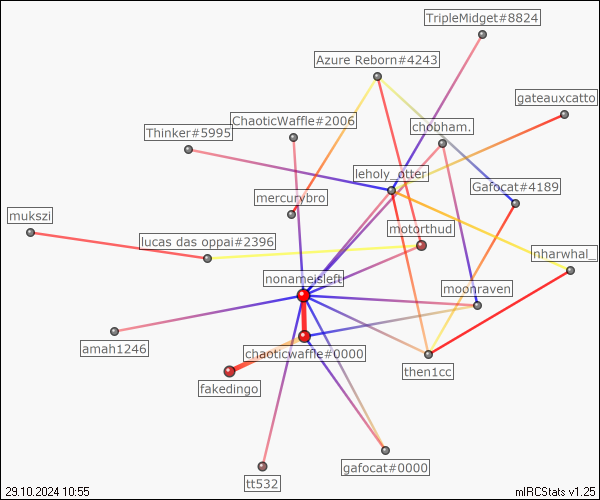 TripleMidget#8824
Azure Reborn#4243
gateauxcatto
ChaoticWaffle#2006
chobham.
Thinker#5995
leholy_otter
Gafocat#4189
mercurybro
mukszi
motorthud
lucas das oppai#2396
nharwhal_
nonameisleft
moonraven
amah1246
chaoticwaffle#0000
then1cc
fakedingo
gafocat#0000
tt532
29.10.2024 10:55
mIRCStats v1.25